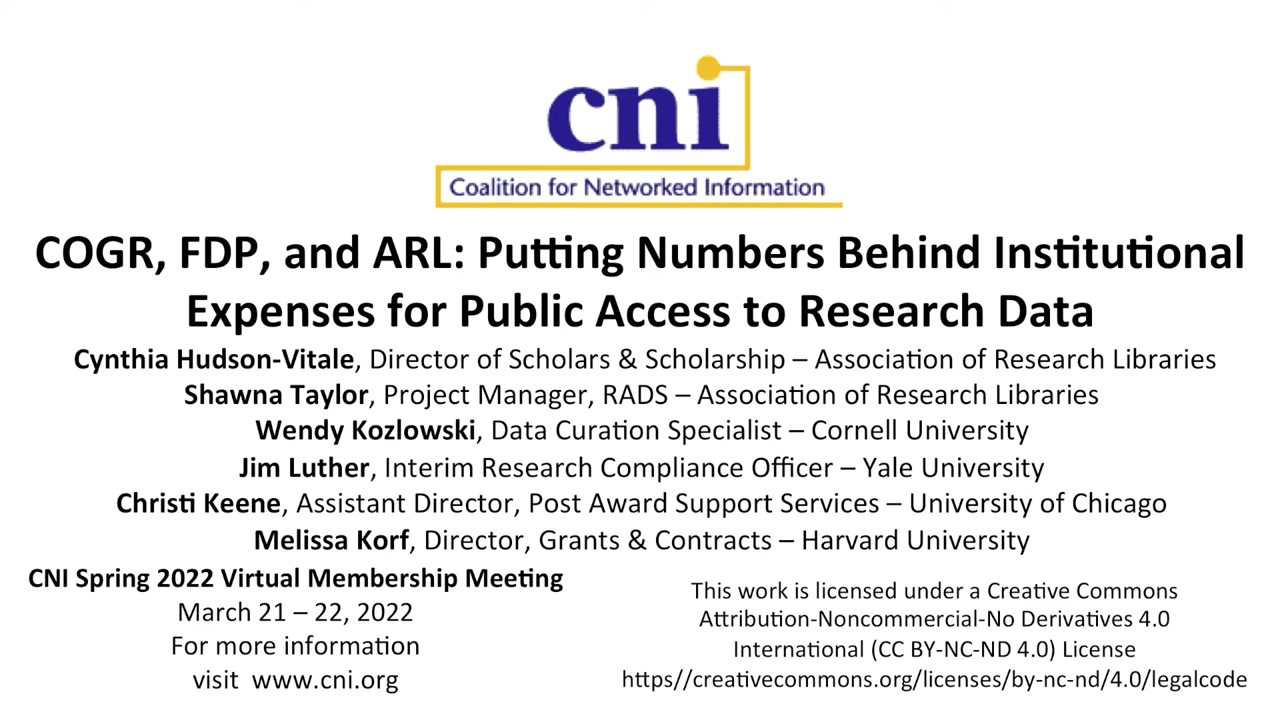 cni
Coalition for Networked Information
COGR, FDP, and ARL: Putting Numbers Behind Institutional
Expenses for Public Access to Research Data
Cynthia Hudson-Vitale, Director of Scholars & Scholarship – Association of Research Libraries
Shawna Taylor, Project Manager, RADS – Association of Research Libraries
Wendy Kozlowski, Data Curation Specialist – Cornell University
Jim Luther, Interim Research Compliance Officer – Yale University
Christi Keene, Assistant Director, Post Award Support Services – University of Chicago
Melissa Korf, Director, Grants & Contracts – Harvard University
CNI Spring 2022 Virtual Membership Meeting
March 21 – 22, 2022
For more information
visit www.cni.org
This work is licensed under a Creative Commons
Attribution-Noncommercial-No Derivatives 4.0
International (CC BY-NC-ND 4.0) License
https//creativecommons.org/licenses/by-nc-nd/4.0/legalcode